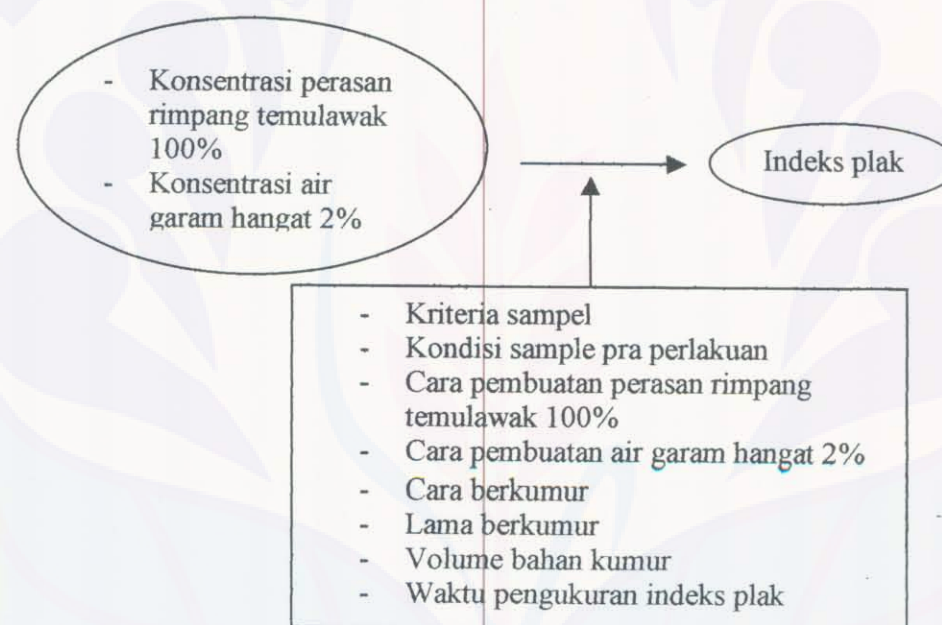 - Konsentrasi perasan
rimpang temulawak
100%
- Konsentrasi air
garam hangat 2%
Indeks plak
- Kriteria sampel
- Kondisi sample pra perlakuan
- Cara pembuatan perasan rimpang
temulawak 100%
- Cara pembuatan air garam hangat 2%
- Cara berkumur
- Lama berkumur
- Volume bahan kumur
- Waktu pengukuran indeks plak